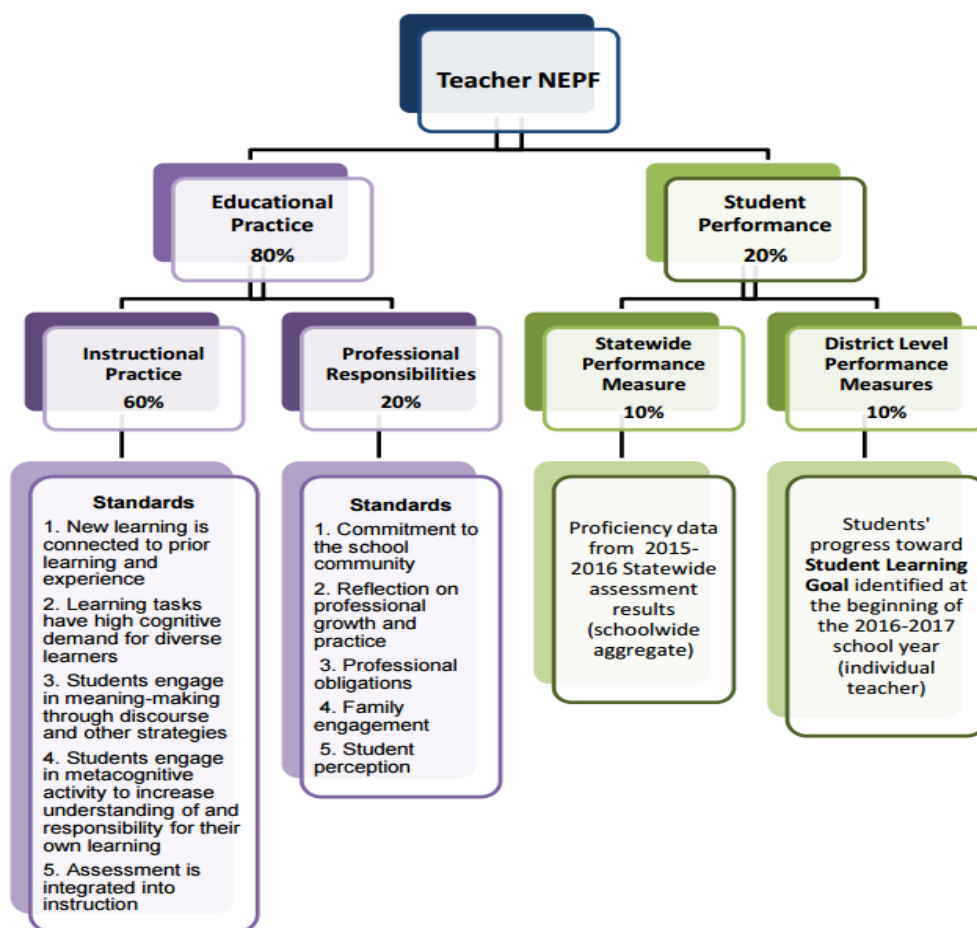 Teacher NEPF
Educational
Practice
80%
Student
Performance
20%
Instructional
Practice
60%
Professional
Responsibilities
20%
Statewide
Performance
Measure
10%
District Level
Performance
Measures
10%
Standards
1. New learning is
connected to prior
learning and
experience
2. Learning tasks
have high cognitive
demand for diverse
learners
3. Students engage
in meaning-making
through discourse
and other strategies
4. Students engage
in metacognitive
activity to increase
understanding of and
responsibility for their
own learning
5. Assessment is
integrated into
instruction
Standards
1. Commitment to
the school
community
2. Reflection on
professional
growth and
practice
3. Professional
obligations
4. Family
engagement
5. Student
perception
Proficiency data
from 2015-
2016 Statewide
assessment
results
(schoolwide
aggregate)
Students'
progress toward
Student Learning
Goal identified at
the beginning of
the 2016-2017
school year
(individual
teacher)